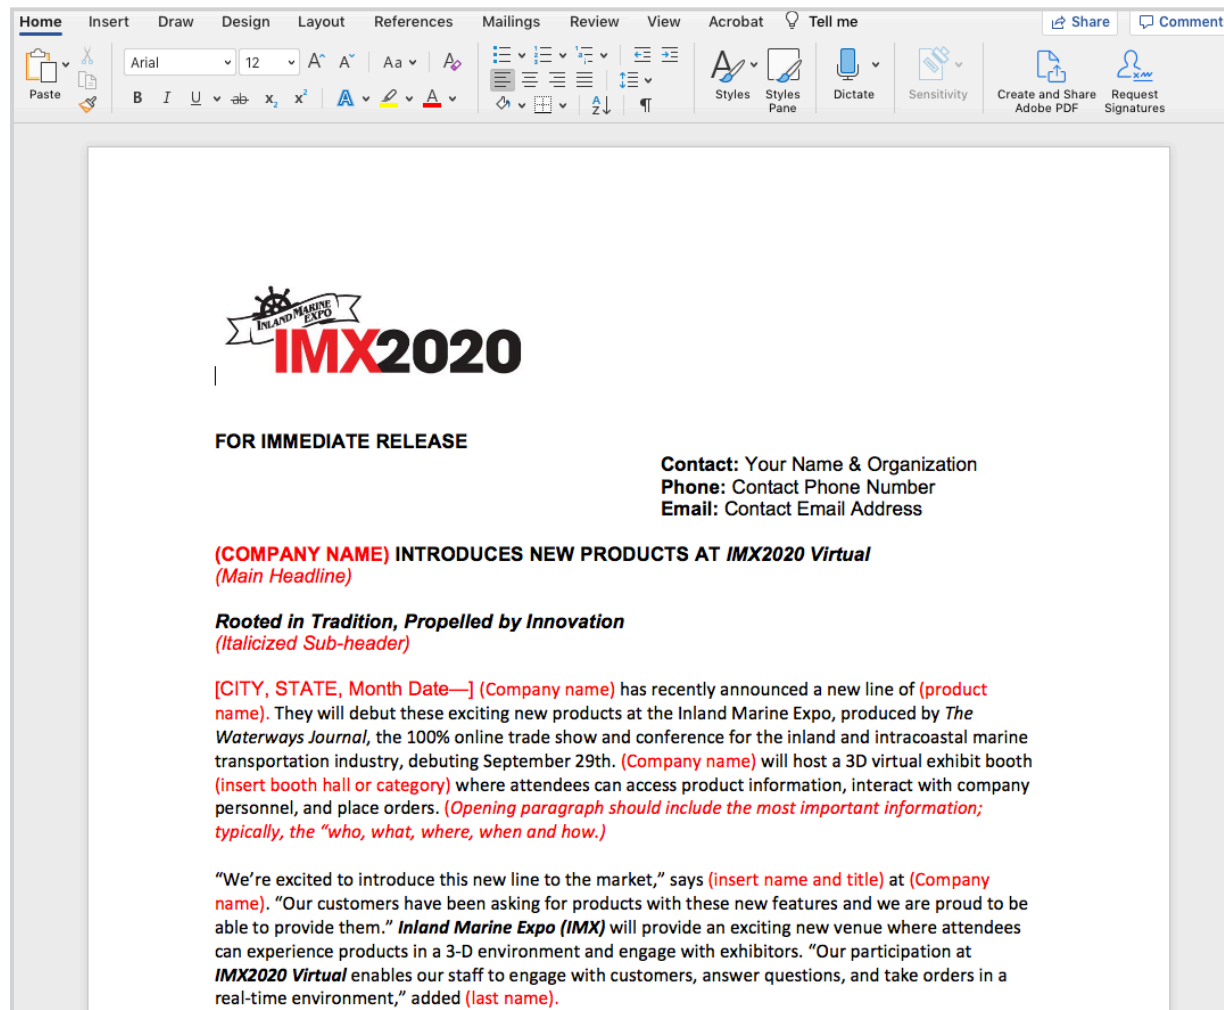 Home Insert Draw Design Layout References Mailings Review View Acrobat Tell me Share Comment
Arial 12 Aa
Paste B I U ab x2 x2 A A A Z Styles Styles Pane Dictate Sensitivity Create and Share Adobe PDF Request Signatures
INLAND MARINE EXPO
IMX2020
FOR IMMEDIATE RELEASE
Contact: Your Name & Organization
Phone: Contact Phone Number
Email: Contact Email Address
(COMPANY NAME) INTRODUCES NEW PRODUCTS AT IMX2020 Virtual
(Main Headline)
Rooted in Tradition, Propelled by Innovation
(Italicized Sub-header)
[CITY, STATE, Month Date—] (Company name) has recently announced a new line of (product
name). They will debut these exciting new products at the Inland Marine Expo, produced by The
Waterways Journal, the 100% online trade show and conference for the inland and intracoastal marine
transportation industry, debuting September 29th. (Company name) will host a 3D virtual exhibit booth
(insert booth hall or category) where attendees can access product information, interact with company
personnel, and place orders. (Opening paragraph should include the most important information;
typically, the “who, what, where, when and how.)
“We’re excited to introduce this new line to the market,” says (insert name and title) at (Company
name). “Our customers have been asking for products with these new features and we are proud to be
able to provide them.” Inland Marine Expo (IMX) will provide an exciting new venue where attendees
can experience products in a 3-D environment and engage with exhibitors. “Our participation at
IMX2020 Virtual enables our staff to engage with customers, answer questions, and take orders in a
real-time environment,” added (last name).